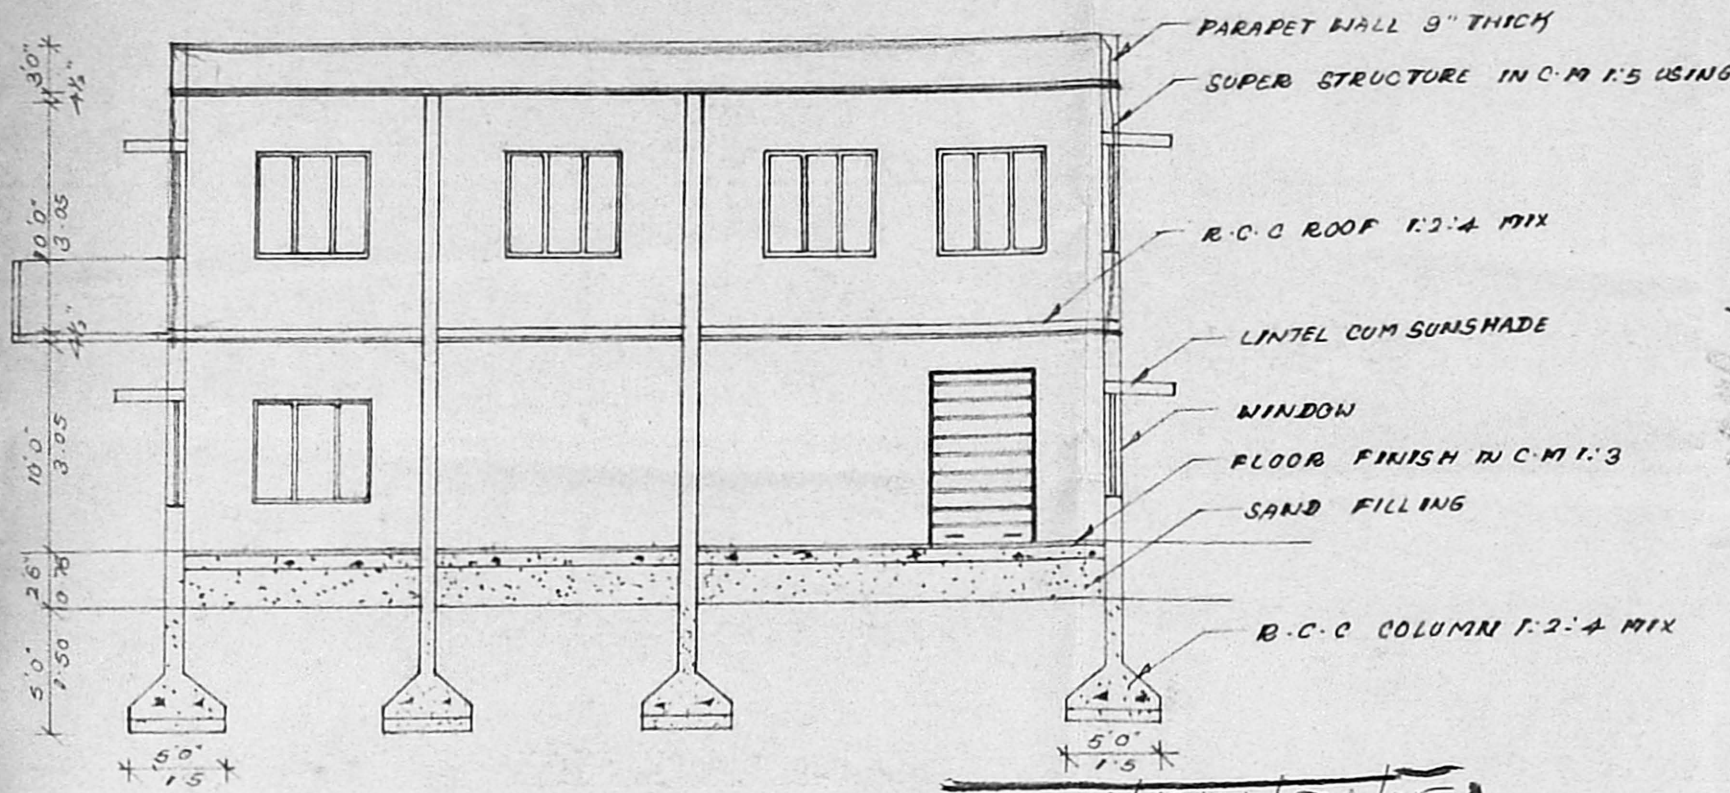 PARAPET WALL 9" THICK
SUPER STRUCTURE IN C.M 1:5 USING
R.C.C ROOF 1:2:4 MIX
LINTEL CUM SUNSHADE
WINDOW
FLOOR FINISH IN C.M 1:3
SAND FILLING
R.C.C COLUMN 1:2:4 MIX
3'0"
4½"
10'0"
3.05
4½"
10'0"
3.05
2'6"
0.75
5'0"
1.50
5'0"
1.5
5'0"
1.5